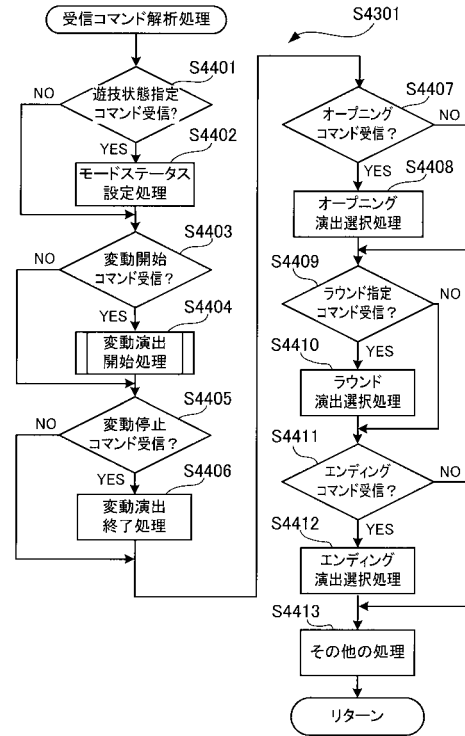 受信コマンド解析処理
S4301
S4401
遊技状態指定
コマンド受信?
NO
YES
S4402
モードステータス
設定処理
S4403
変動開始
コマンド受信?
NO
YES
S4404
変動演出
開始処理
S4405
変動停止
コマンド受信?
NO
YES
S4406
変動演出
終了処理
S4407
オープニング
コマンド受信?
NO
YES
S4408
オープニング
演出選択処理
S4409
ラウンド指定
コマンド受信?
NO
YES
S4410
ラウンド
演出選択処理
S4411
エンディング
コマンド受信?
NO
YES
S4412
エンディング
演出選択処理
S4413
その他の処理
リターン